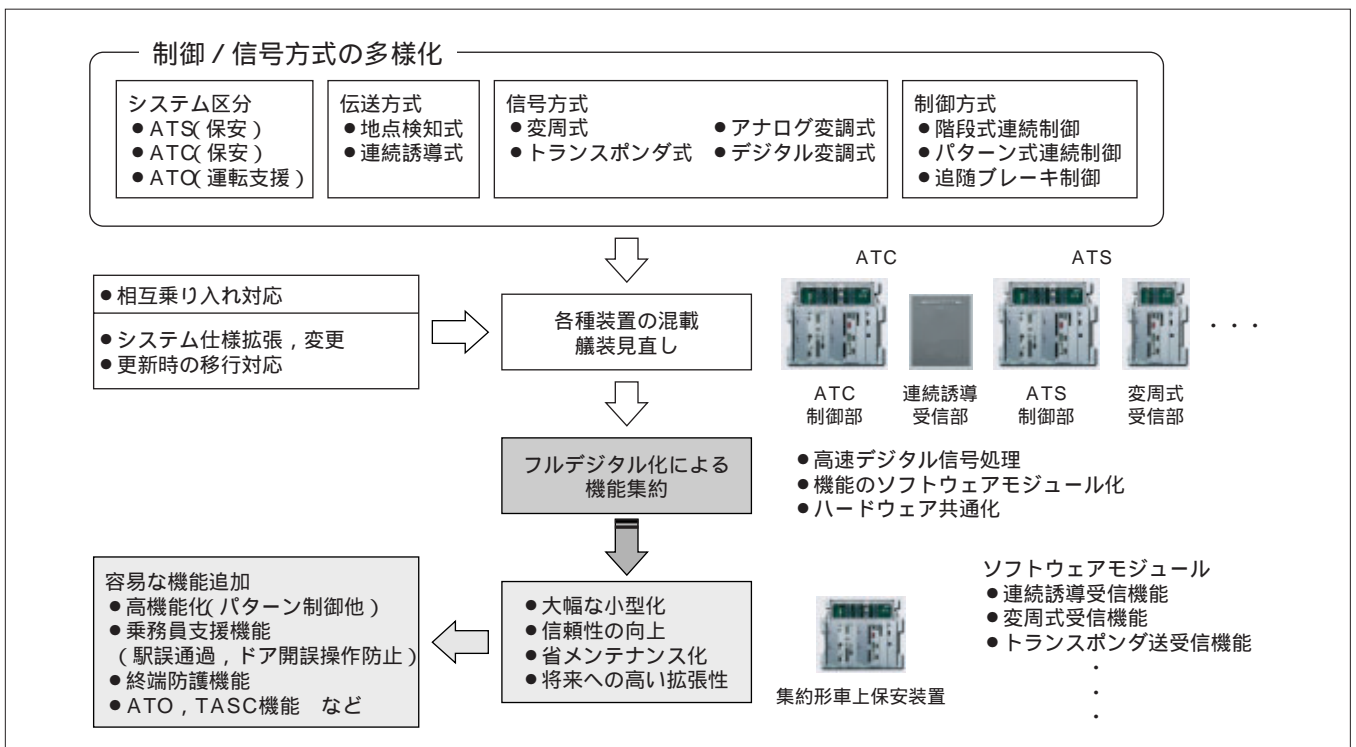 制御 / 信号方式の多様化
システム区分
●ATS(保安)
●ATC(保安)
●ATO(運転支援)
伝送方式
●地点検知式
●連続誘導式
信号方式
●変周式
●トランスポンダ式
●アナログ変調式
●デジタル変調式
制御方式
●階段式連続制御
●パターン式連続制御
●追随ブレーキ制御
●相互乗り入れ対応
●システム仕様拡張,変更
●更新時の移行対応
各種装置の混載
艤装見直し
ATC
ATS
・・・
ATC
制御部
連続誘導
受信部
ATS
制御部
変周式
受信部
フルデジタル化による
機能集約
●高速デジタル信号処理
●機能のソフトウェアモジュール化
●ハードウェア共通化
容易な機能追加
●高機能化(パターン制御他)
●乗務員支援機能
(駅誤通過,ドア開誤操作防止)
●終端防護機能
●ATO,TASC機能 など
●大幅な小型化
●信頼性の向上
●省メンテナンス化
●将来への高い拡張性
集約形車上保安装置
ソフトウェアモジュール
●連続誘導受信機能
●変周式受信機能
●トランスポンダ送受信機能
・
・
・